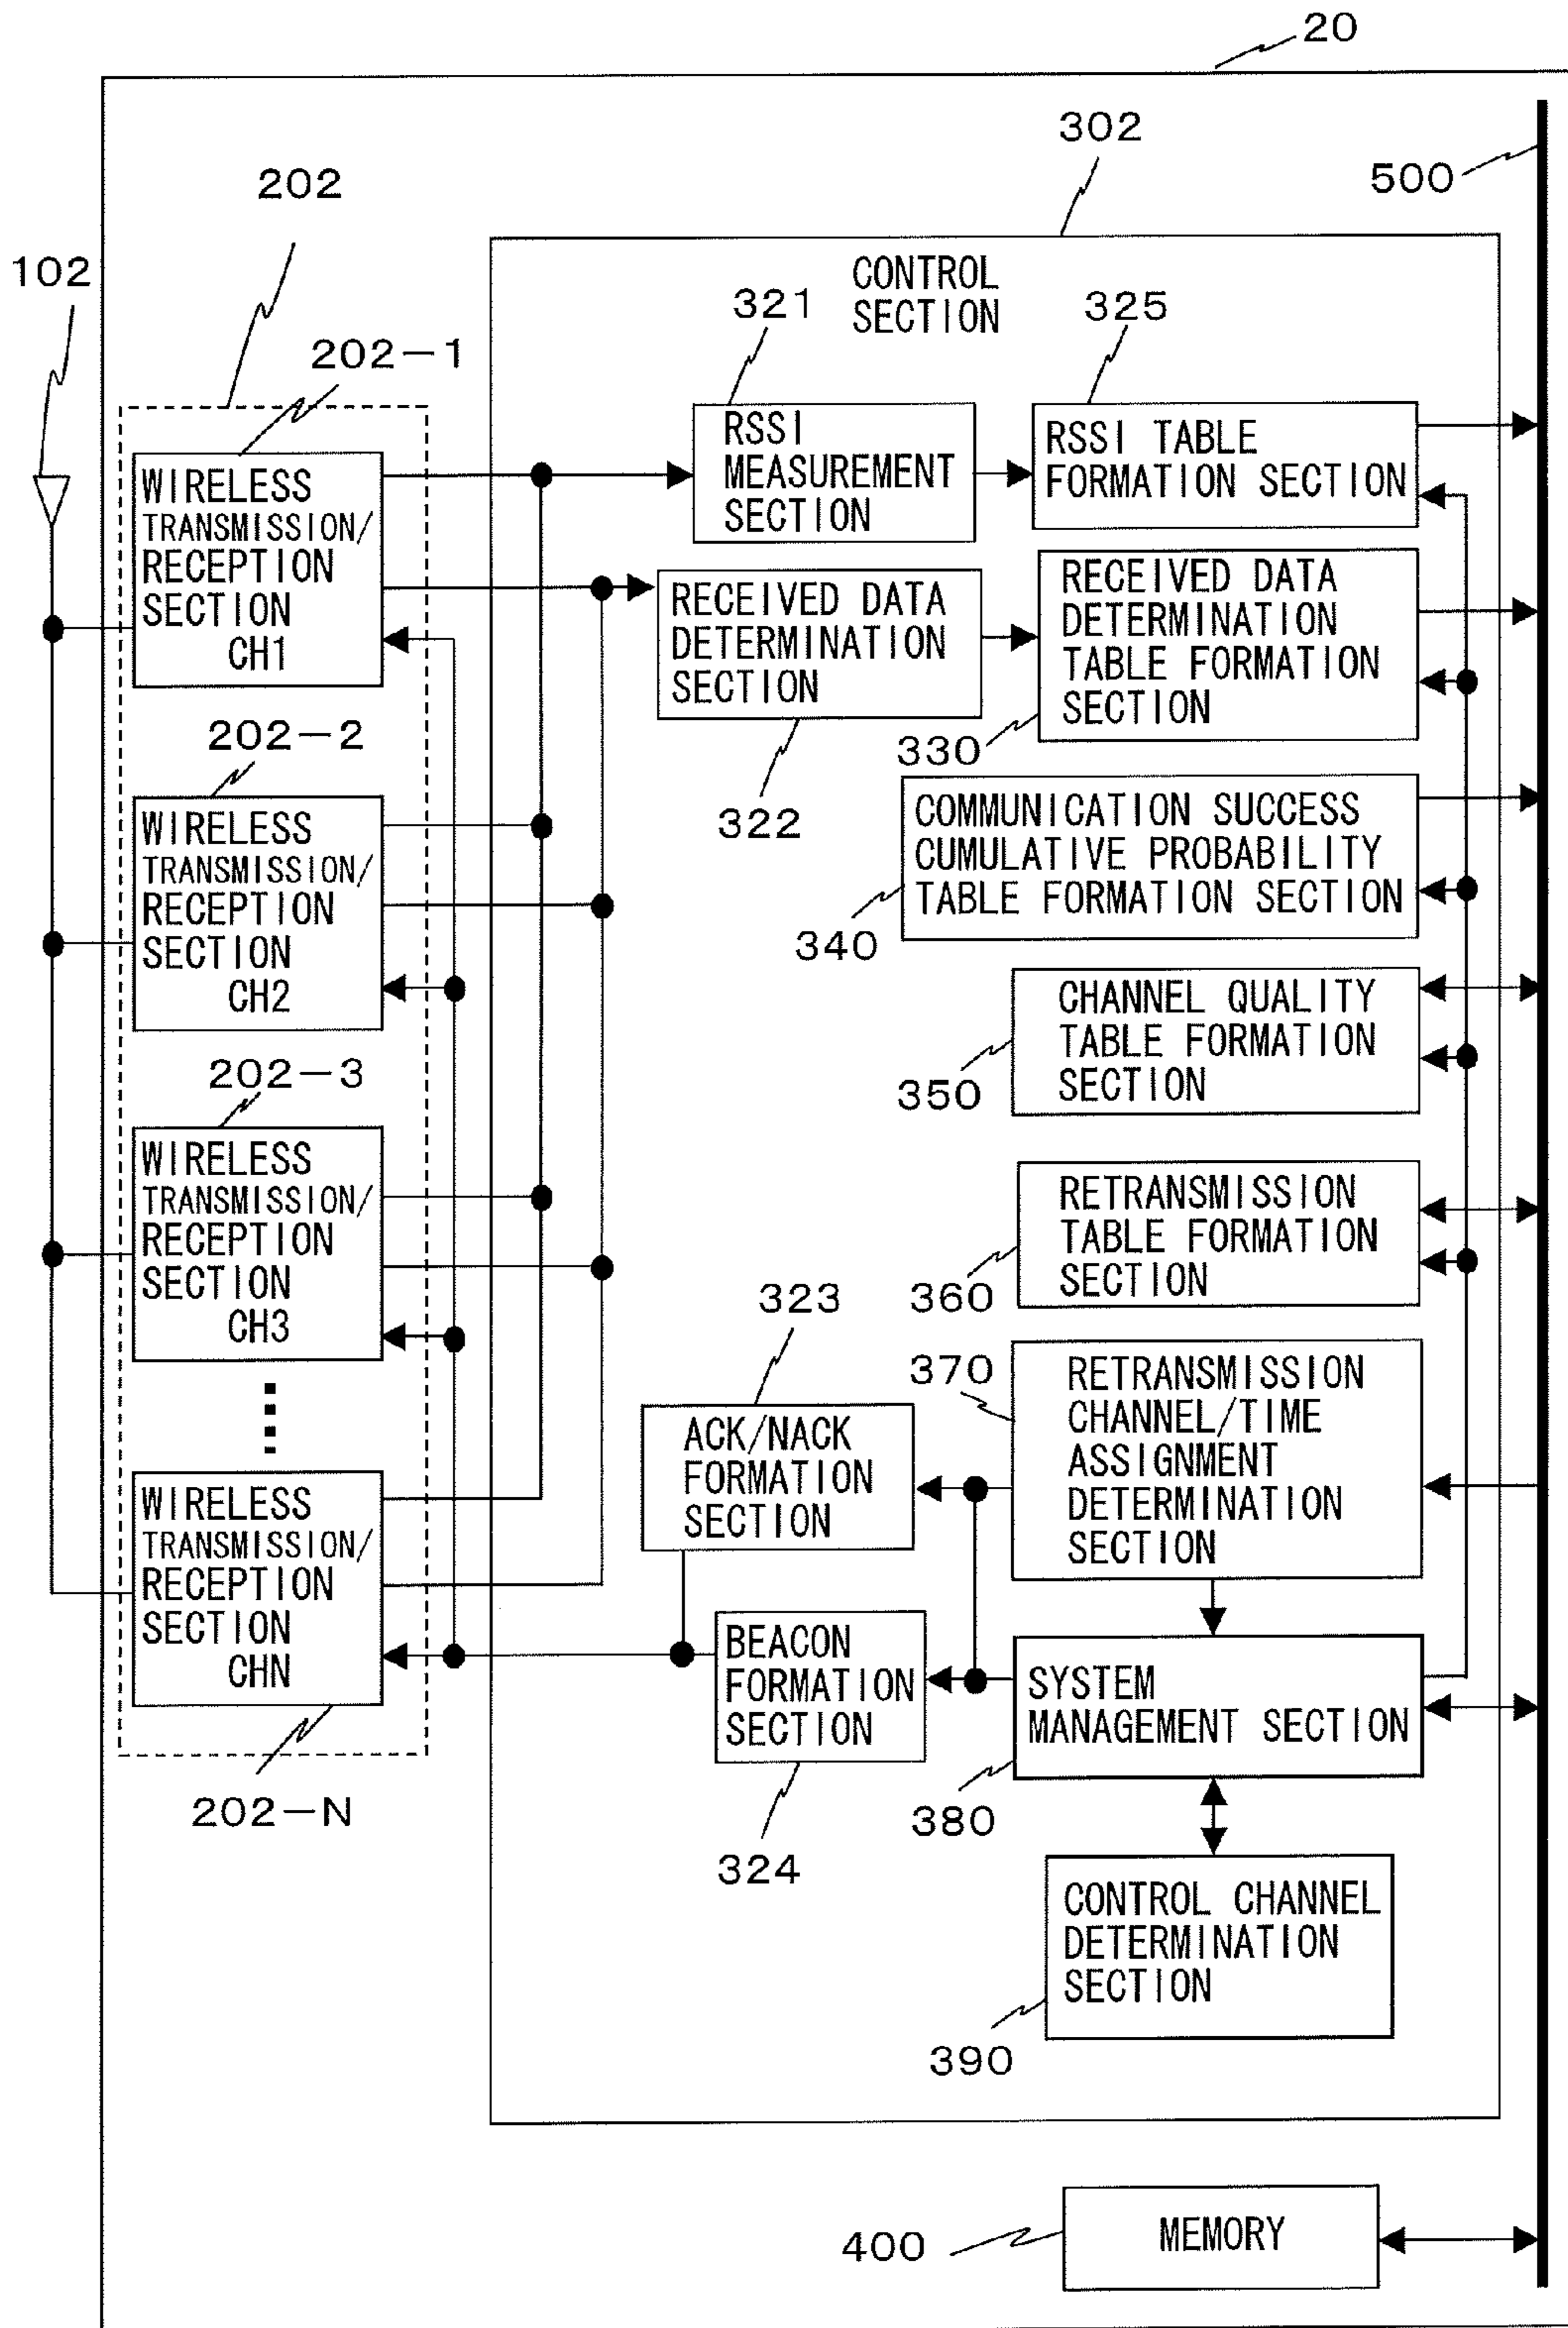 20
302
500
202
102
CONTROL
SECTION
321
325
202-1
RSSI
MEASUREMENT
SECTION
RSSI TABLE
FORMATION SECTION
WIRELESS
TRANSMISSION/
RECEPTION
SECTION
CH1
RECEIVED DATA
DETERMINATION
SECTION
RECEIVED DATA
DETERMINATION
TABLE FORMATION
SECTION
202-2
330
322
WIRELESS
TRANSMISSION/
RECEPTION
SECTION
CH2
COMMUNICATION SUCCESS
CUMULATIVE PROBABILITY
TABLE FORMATION SECTION
340
CHANNEL QUALITY
TABLE FORMATION
SECTION
350
202-3
WIRELESS
TRANSMISSION/
RECEPTION
SECTION
CH3
RETRANSMISSION
TABLE FORMATION
SECTION
360
323
370
RETRANSMISSION
CHANNEL/TIME
ASSIGNMENT
DETERMINATION
SECTION
ACK/NACK
FORMATION
SECTION
WIRELESS
TRANSMISSION/
RECEPTION
SECTION
CHN
BEACON
FORMATION
SECTION
SYSTEM
MANAGEMENT SECTION
202-N
324
380
CONTROL CHANNEL
DETERMINATION
SECTION
390
400
MEMORY